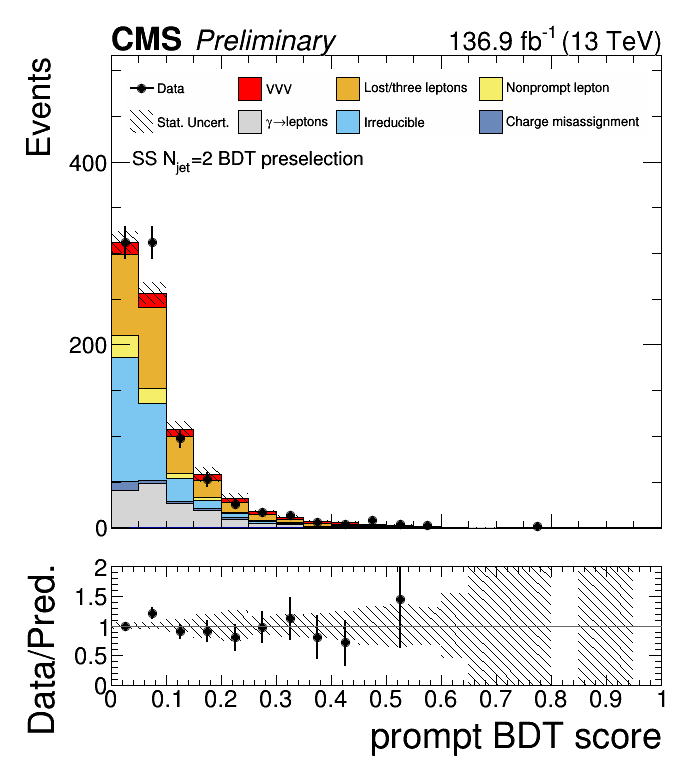 CMS Preliminary 136.9 fb-1 (13 TeV)
Events
Data VVV Lost/three leptons Nonprompt lepton
Stat. Uncert. γ→leptons Irreducible Charge misassignment
SS Njet=2 BDT preselection
400
200
0
Data/Pred.
2
1.5
1
0.5
0
0 0.1 0.2 0.3 0.4 0.5 0.6 0.7 0.8 0.9 1
prompt BDT score